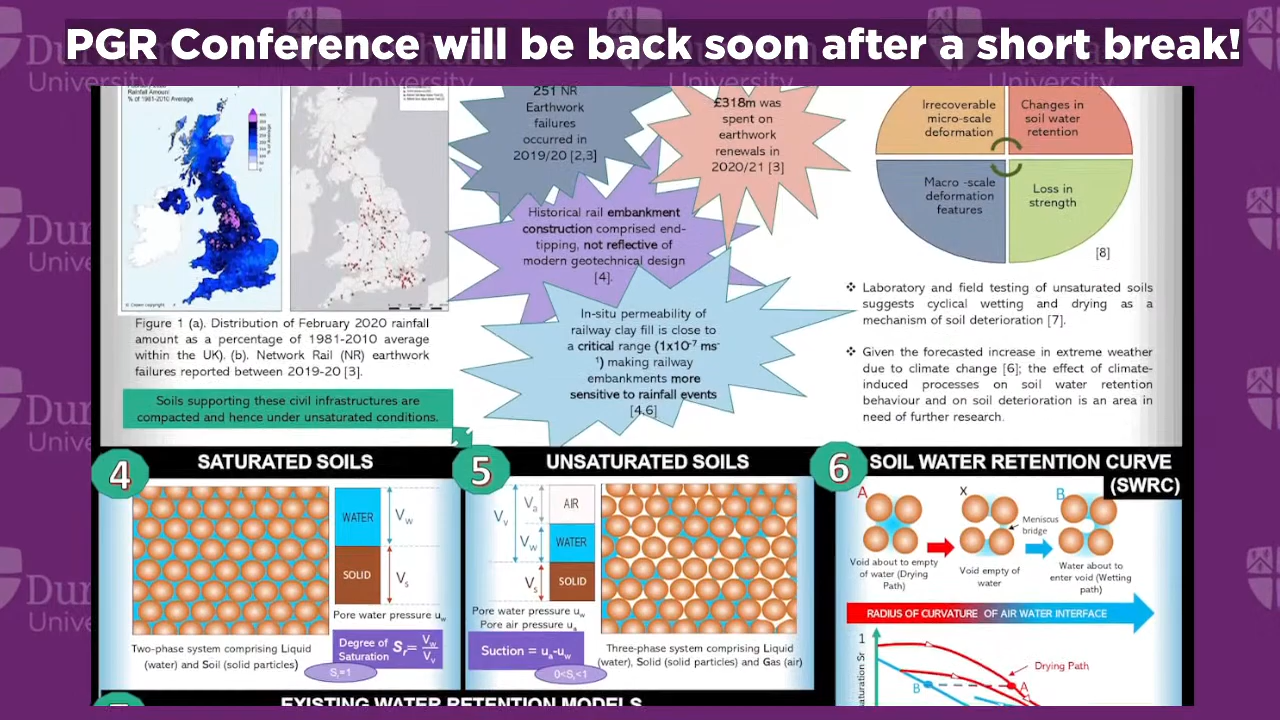 PGR Conference will be back soon after a short break!
Durham
University
Rainfall Amount
% of 1981-2010 Average
© Crown copyright
Figure 1 (a). Distribution of February 2020 rainfall
amount as a percentage of 1981-2010 average
within the UK). (b). Network Rail (NR) earthwork
failures reported between 2019-20 [3].
Soils supporting these civil infrastructures are
compacted and hence under unsaturated conditions.
251 NR
Earthwork
failures
occurred in
2019/20 [2,3]
£318m was
spent on
earthwork
renewals in
2020/21 [3]
Historical rail embankment
construction comprised end-
tipping, not reflective of
modern geotechnical design
[4].
In-situ permeability of
railway clay fill is close to
a critical range (1x10⁻⁷ ms⁻
¹) making railway
embankments more
sensitive to rainfall events
[4,6]
Irrecoverable
micro-scale
deformation
Changes in
soil water
retention
Macro -scale
deformation
features
Loss in
strength
[8]
❖ Laboratory and field testing of unsaturated soils
suggests cyclical wetting and drying as a
mechanism of soil deterioration [7].
❖ Given the forecasted increase in extreme weather
due to climate change [6]; the effect of climate-
induced processes on soil water retention
behaviour and on soil deterioration is an area in
need of further research.
4
SATURATED SOILS
WATER
SOLID
Vw
Vs
Pore water pressure uw
Two-phase system comprising Liquid
(water) and Soil (solid particles)
Degree of
Saturation
Sr= Vw
Vv
Sr=1
5
UNSATURATED SOILS
Vv
Va
Vw
Vs
AIR
WATER
SOLID
Pore water pressure uw
Pore air pressure ua
Suction = ua-uw
0<Sr<1
Three-phase system comprising Liquid
(water), Solid (solid particles) and Gas (air)
6
SOIL WATER RETENTION CURVE
(SWRC)
A
X
B
Meniscus
bridge
Void about to empty
of water (Drying
Path)
Void empty of
water
Water about to
enter void (Wetting
path)
RADIUS OF CURVATURE OF AIR WATER INTERFACE
1
Drying Path
B
A
EXISTING WATER RETENTION MODELS